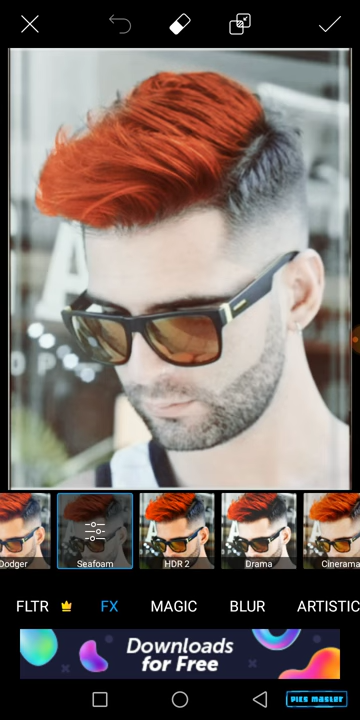 Dodger
Seafoam
HDR 2
Drama
Cinerama
FLTR
FX
MAGIC
BLUR
ARTISTIC
Downloads
for Free
PICS MASTER